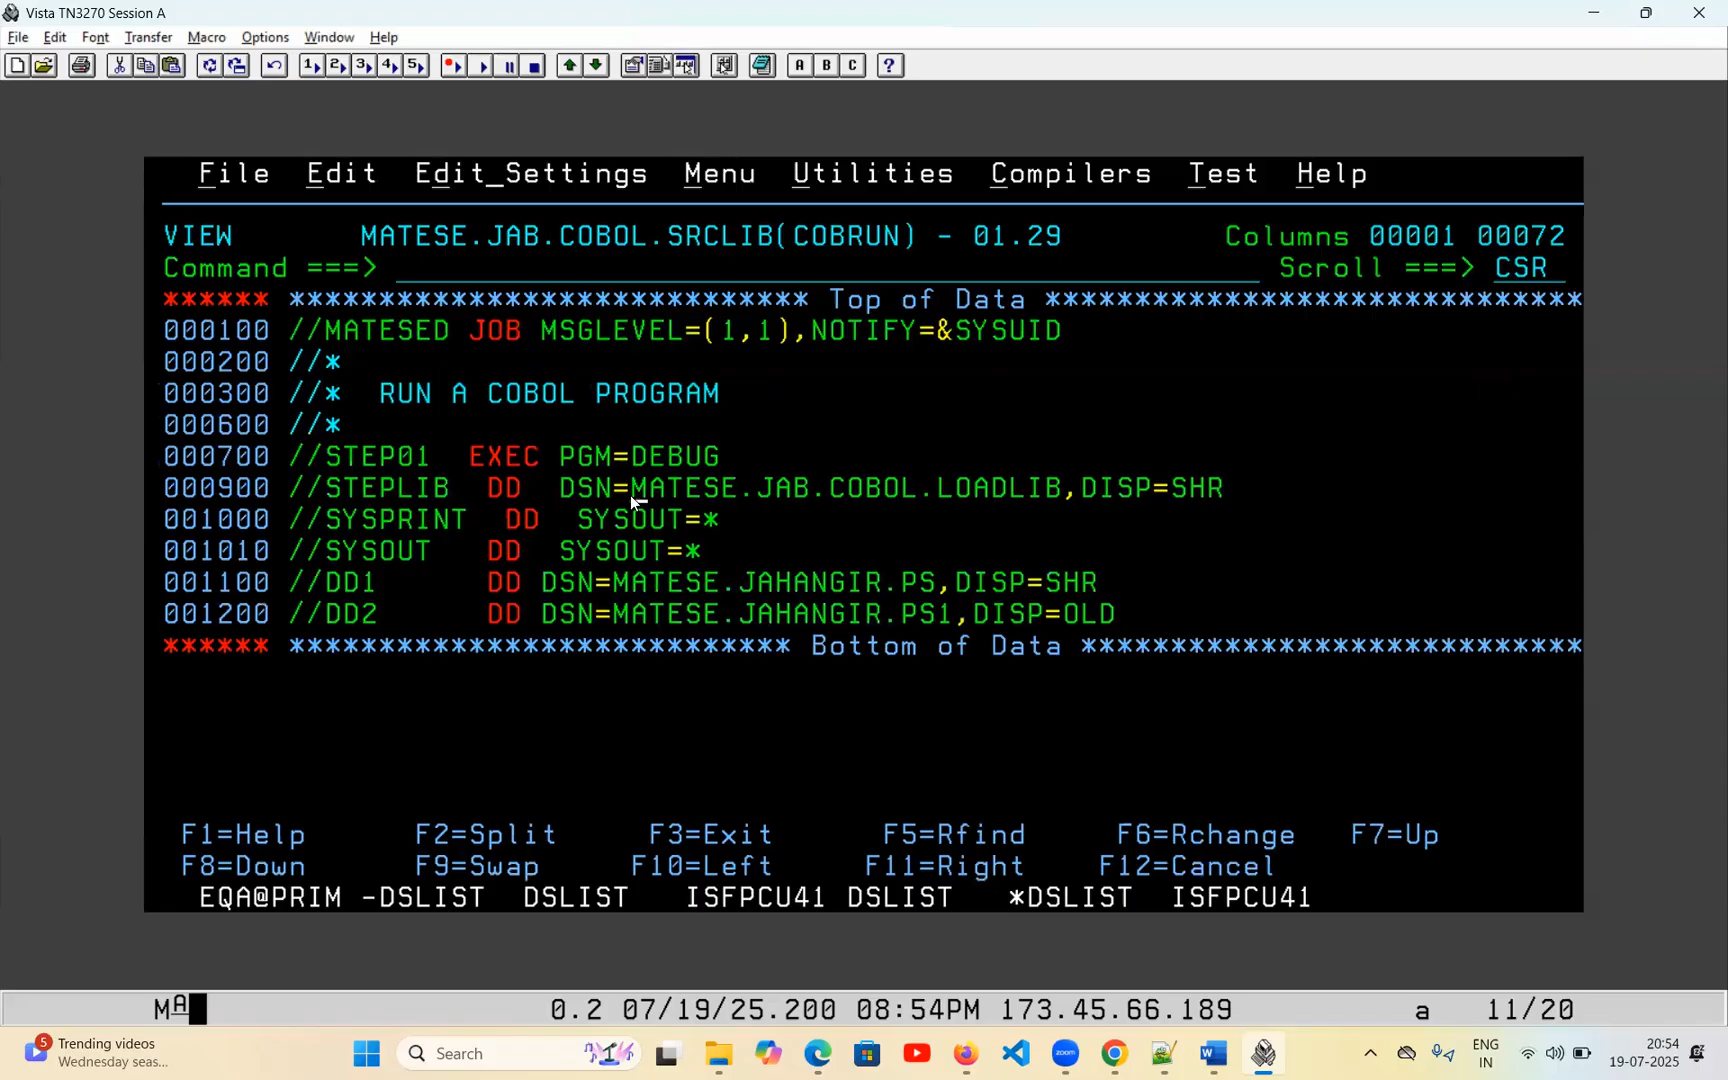 Vista TN3270 Session A
File Edit Font Transfer Macro Options Window Help
1 2 3 4 5 A B C ?
File Edit Edit_Settings Menu Utilities Compilers Test Help
VIEW MATESE.JAB.COBOL.SRCLIB(COBRUN) - 01.29 Columns 00001 00072
Command ===> Scroll ===> CSR
****** ***************************** Top of Data ******************************
000100 //MATESED JOB MSGLEVEL=(1,1),NOTIFY=&SYSUID
000200 //*
000300 //* RUN A COBOL PROGRAM
000600 //*
000700 //STEP01 EXEC PGM=DEBUG
000900 //STEPLIB DD DSN=MATESE.JAB.COBOL.LOADLIB,DISP=SHR
001000 //SYSPRINT DD SYSOUT=*
001010 //SYSOUT DD SYSOUT=*
001100 //DD1 DD DSN=MATESE.JAHANGIR.PS,DISP=SHR
001200 //DD2 DD DSN=MATESE.JAHANGIR.PS1,DISP=OLD
****** **************************** Bottom of Data ****************************
F1=Help F2=Split F3=Exit F5=Rfind F6=Rchange F7=Up
F8=Down F9=Swap F10=Left F11=Right F12=Cancel
EQA@PRIM -DSLIST DSLIST ISFPCU41 DSLIST *DSLIST ISFPCU41
MA 0.2 07/19/25.200 08:54PM 173.45.66.189 a 11/20
5 Trending videos
Wednesday seas...
Search
zoom
ENG
IN
20:54
19-07-2025